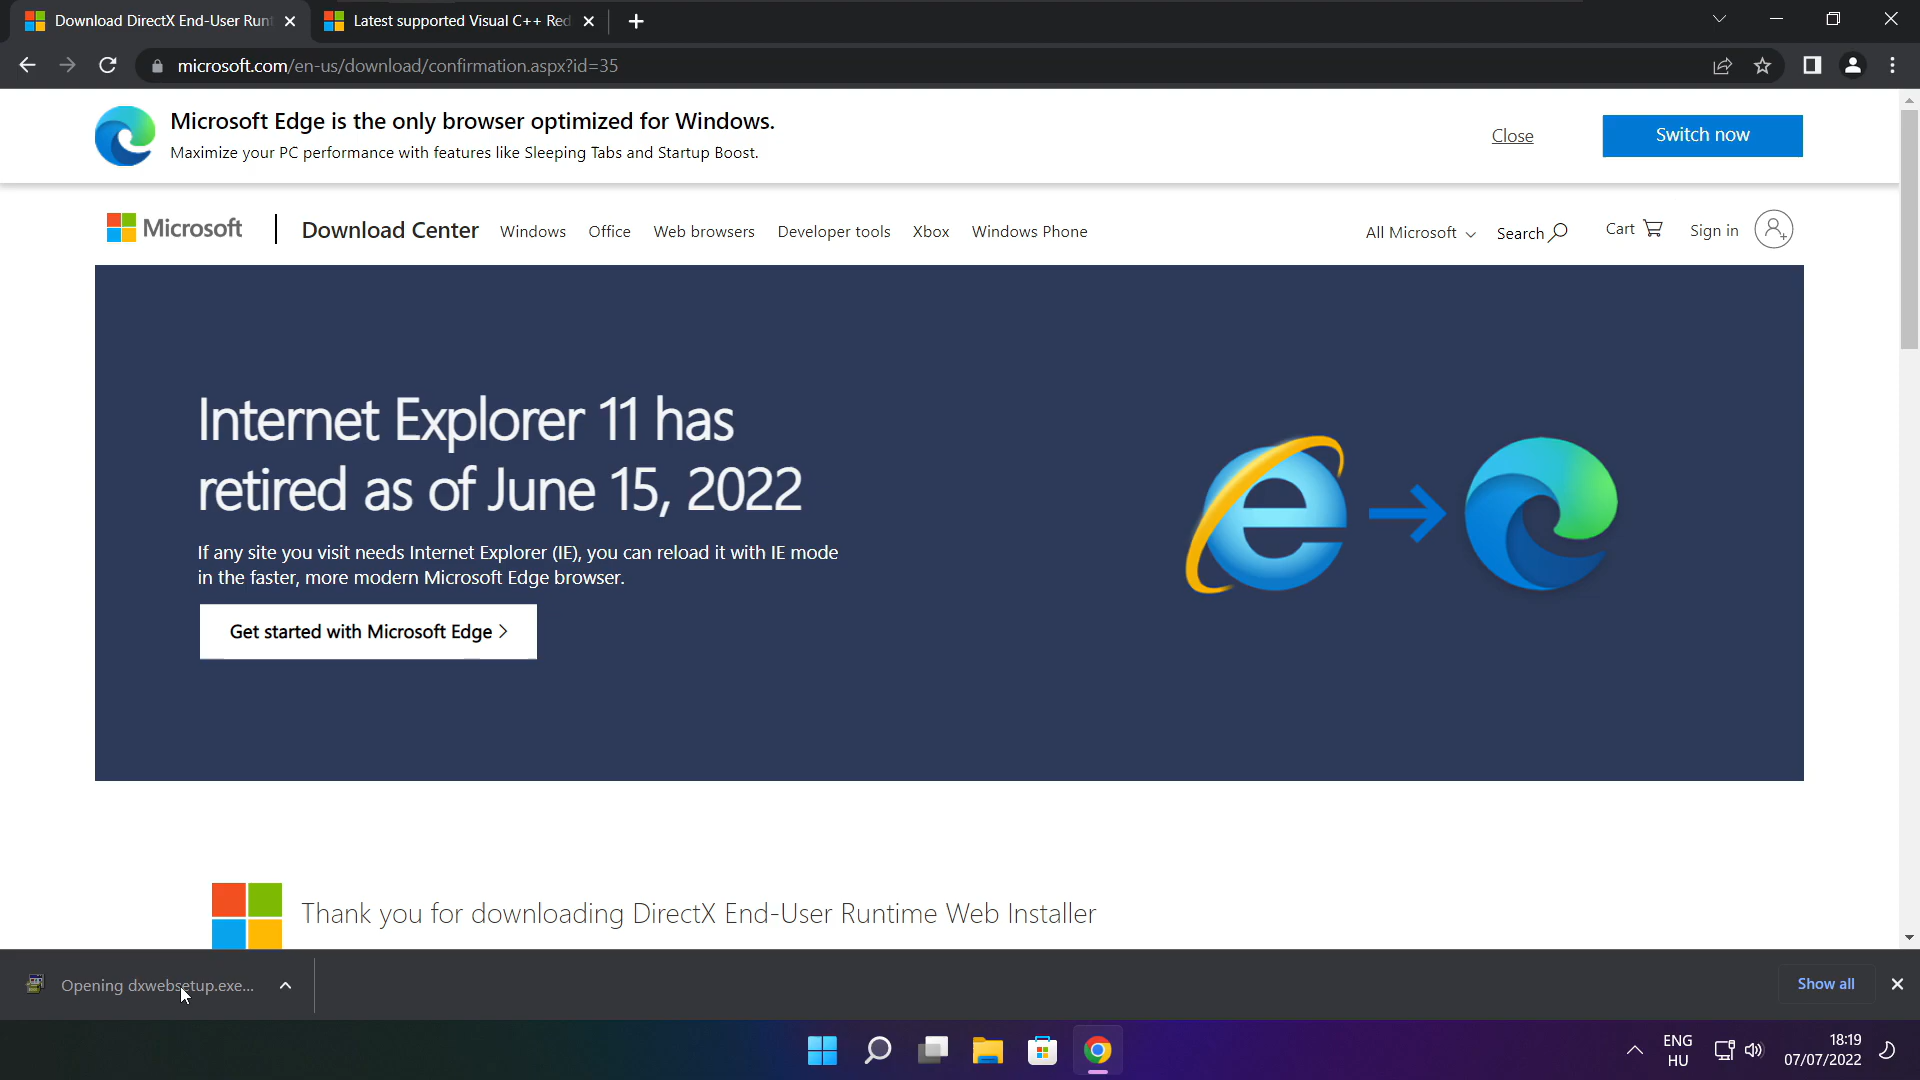 Download DirectX End-User Runt
Latest supported Visual C++ Red
microsoft.com/en-us/download/confirmation.aspx?id=35
Microsoft Edge is the only browser optimized for Windows.
Maximize your PC performance with features like Sleeping Tabs and Startup Boost.
Close
Switch now
Microsoft
Download Center
Windows
Office
Web browsers
Developer tools
Xbox
Windows Phone
All Microsoft
Search
Cart
Sign in
Internet Explorer 11 has
retired as of June 15, 2022
If any site you visit needs Internet Explorer (IE), you can reload it with IE mode
in the faster, more modern Microsoft Edge browser.
Get started with Microsoft Edge >
Thank you for downloading DirectX End-User Runtime Web Installer
Opening dxwebsetup.exe...
Show all
ENG
HU
18:19
07/07/2022